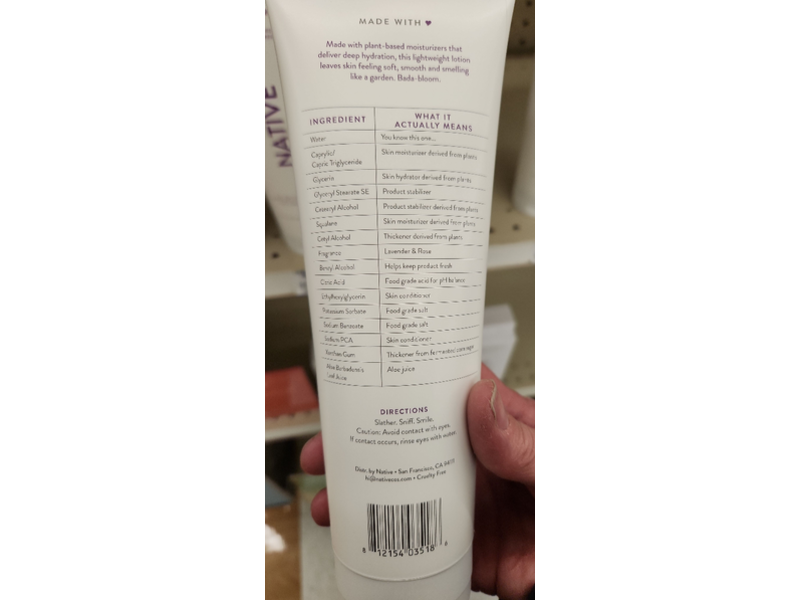 NATIVE
MADE WITH ♥
Made with plant-based moisturizers that
deliver deep hydration, this lightweight lotion
leaves skin feeling soft, smooth and smelling
like a garden. Bada-bloom.
INGREDIENT WHAT IT
ACTUALLY MEANS
Water You know this one...
Caprylic/ Skin moisturizer derived from plants
Capric Triglyceride
Glycerin Skin hydrator derived from plants
Glyceryl Stearate SE Product stabilizer
Cetearyl Alcohol Product stabilizer derived from plants
Squalane Skin moisturizer derived from plants
Cetyl Alcohol Thickener derived from plants
Fragrance Lavender & Rose
Benzyl Alcohol Helps keep product fresh
Citric Acid Food grade acid for pH balance
Ethylhexylglycerin Skin conditioner
Potassium Sorbate Food grade salt
Sodium Benzoate Food grade salt
Sodium PCA Skin conditioner
Xanthan Gum Thickener from fermented
Aloe Barbadensis Aloe juice
Leaf Juice
DIRECTIONS
Slather. Sniff. Smile.
Caution: Avoid contact with eyes.
If contact occurs, rinse eyes with water.
Distr. by Native • San Francisco, CA 94111
hi@nativecos.com • Cruelty Free
8 12154 03518 8